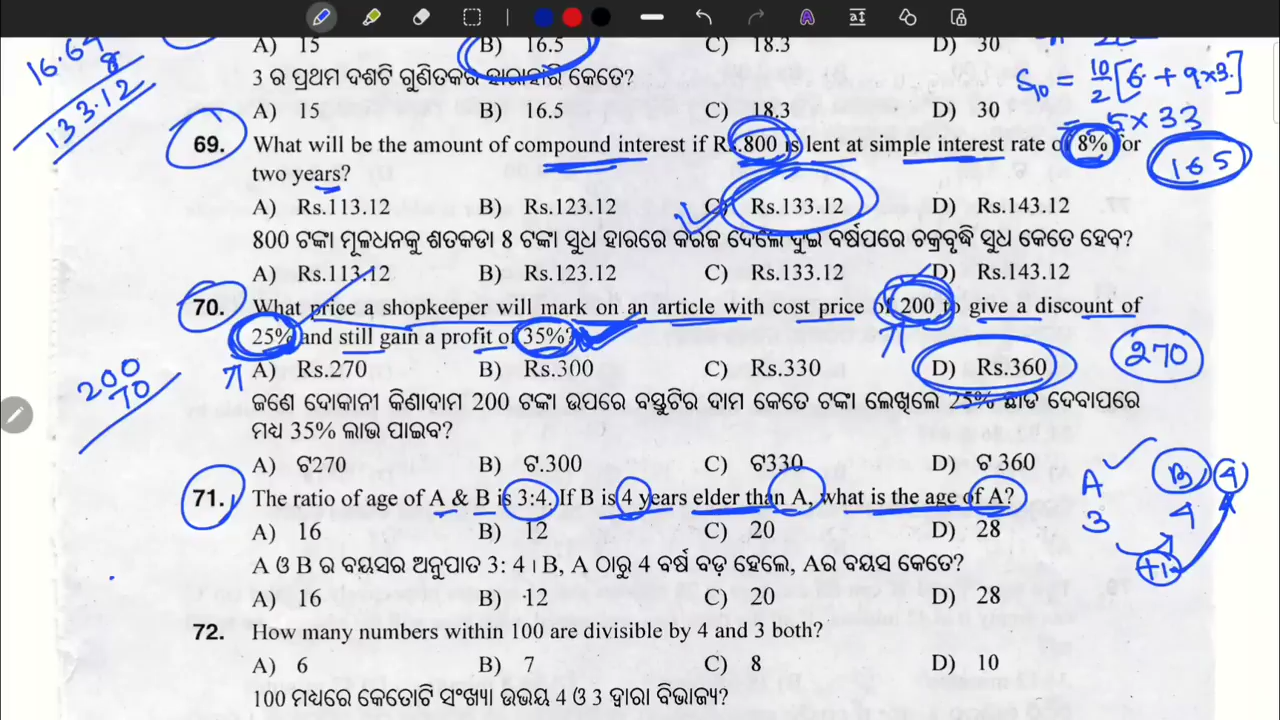 A) 15 B) 16.5 C) 18.3 D) 30
3 ର ପ୍ରଥମ ଦଶଟି ଗୁଣିତକର ହାରାହାରି କେତେ?
A) 15 B) 16.5 C) 18.3 D) 30
16.64
8
133.12
S10 = 10/2 [6 + 9×3]
= 5 × 33
165
69. What will be the amount of compound interest if Rs.800 is lent at simple interest rate of 8% for
two years?
A) Rs.113.12 B) Rs.123.12 C) Rs.133.12 D) Rs.143.12
800 ଟଙ୍କା ମୂଳଧନକୁ ଶତକଡା 8 ଟଙ୍କା ସୁଧ ହାରରେ କରଜ ଦେଲେ ଦୁଇ ବର୍ଷପରେ ଚକ୍ରବୃଦ୍ଧି ସୁଧ କେତେ ହେବ?
A) Rs.113.12 B) Rs.123.12 C) Rs.133.12 D) Rs.143.12
70. What price a shopkeeper will mark on an article with cost price of 200 to give a discount of
25% and still gain a profit of 35%?
A) Rs.270 B) Rs.300 C) Rs.330 D) Rs.360
270
200
70
ଜଣେ ଦୋକାନୀ କିଣାଦାମ 200 ଟଙ୍କା ଉପରେ ବସ୍ତୁଟିର ଦାମ କେତେ ଟଙ୍କା ଲେଖିଲେ 25% ଛାଡ ଦେବାପରେ
ମଧ୍ୟ 35% ଲାଭ ପାଇବ?
A) ଟ270 B) ଟ.300 C) ଟ330 D) ଟ 360
71. The ratio of age of A & B is 3:4. If B is 4 years elder than A, what is the age of A?
A) 16 B) 12 C) 20 D) 28
A B 4
3 4
A ଓ B ର ବୟସର ଅନୁପାତ 3: 4। B, A ଠାରୁ 4 ବର୍ଷ ବଡ଼ ହେଲେ, Aର ବୟସ କେତେ?
A) 16 B) 12 C) 20 D) 28
72. How many numbers within 100 are divisible by 4 and 3 both?
A) 6 B) 7 C) 8 D) 10
100 ମଧ୍ୟରେ କେତୋଟି ସଂଖ୍ୟା ଉଭୟ 4 ଓ 3 ଦ୍ୱାରା ବିଭାଜ୍ୟ?